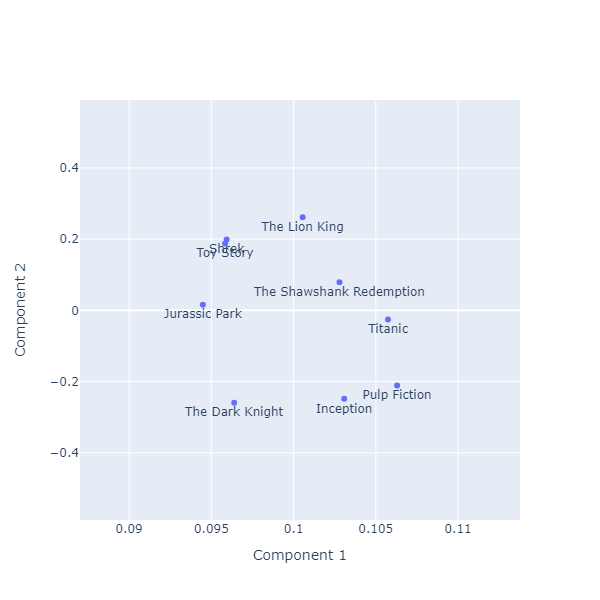 0.4
The Lion King
0.2
Shrek
Toy Story
The Shawshank Redemption
Component 2
0
Jurassic Park
Titanic
−0.2
Pulp Fiction
The Dark Knight
Inception
−0.4
0.09 0.095 0.1 0.105 0.11
Component 1